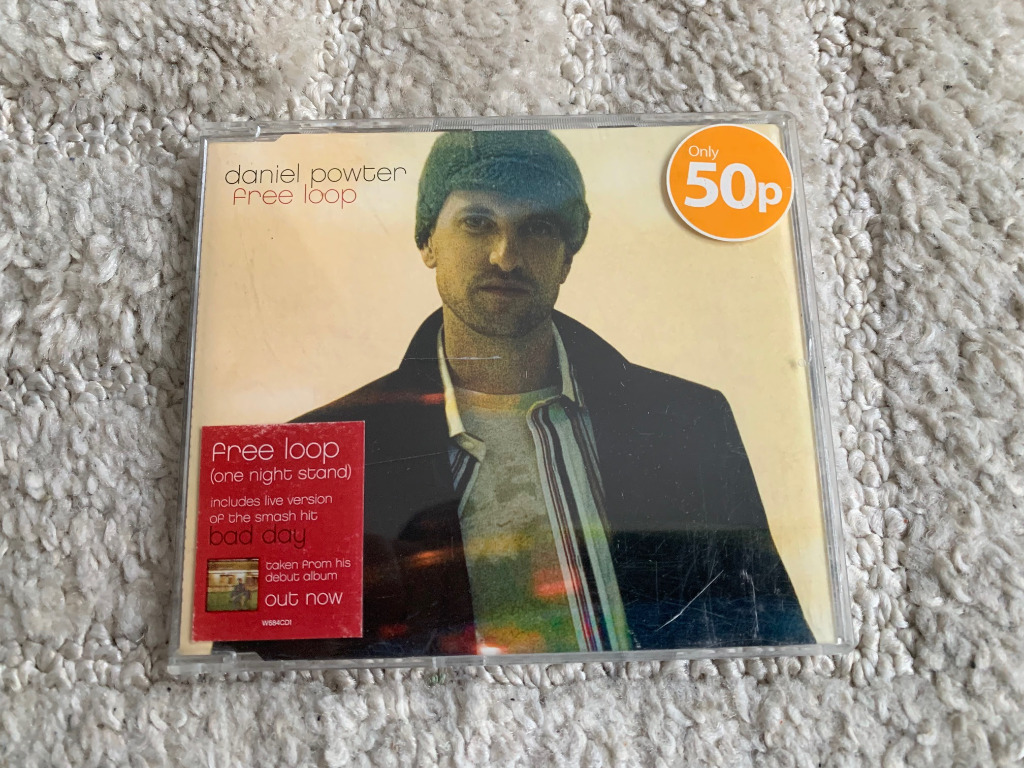 daniel powter
free loop
Only
50p
free loop
(one night stand)
includes live version
of the smash hit
bad day
taken from his
debut album
out now
W684CD1